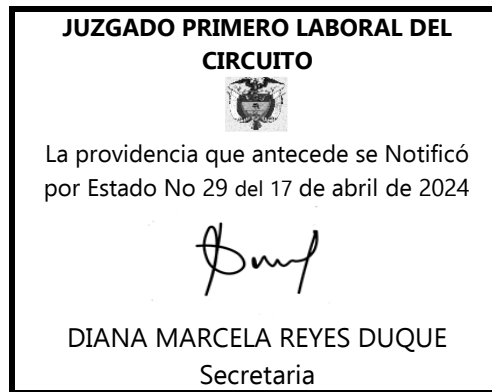 JUZGADO PRIMERO LABORAL DEL
CIRCUITO
La providencia que antecede se Notificó
por Estado No 29 del 17 de abril de 2024
DIANA MARCELA REYES DUQUE
Secretaria